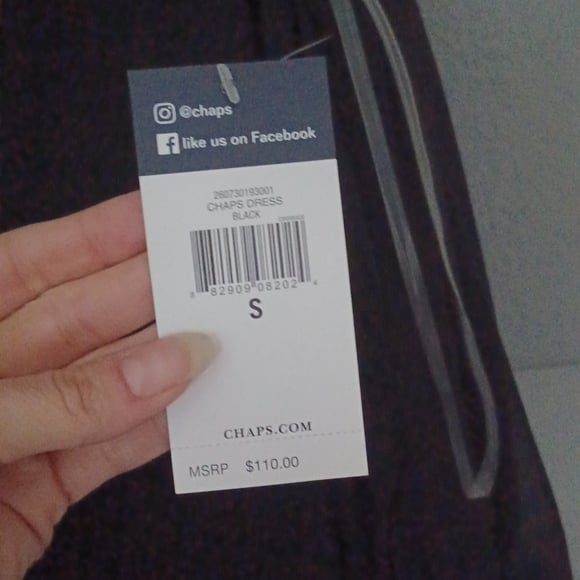 @chaps
like us on Facebook
260730193001
CHAPS DRESS
BLACK
8 82909 08202 4
S
CHAPS.COM
MSRP $110.00